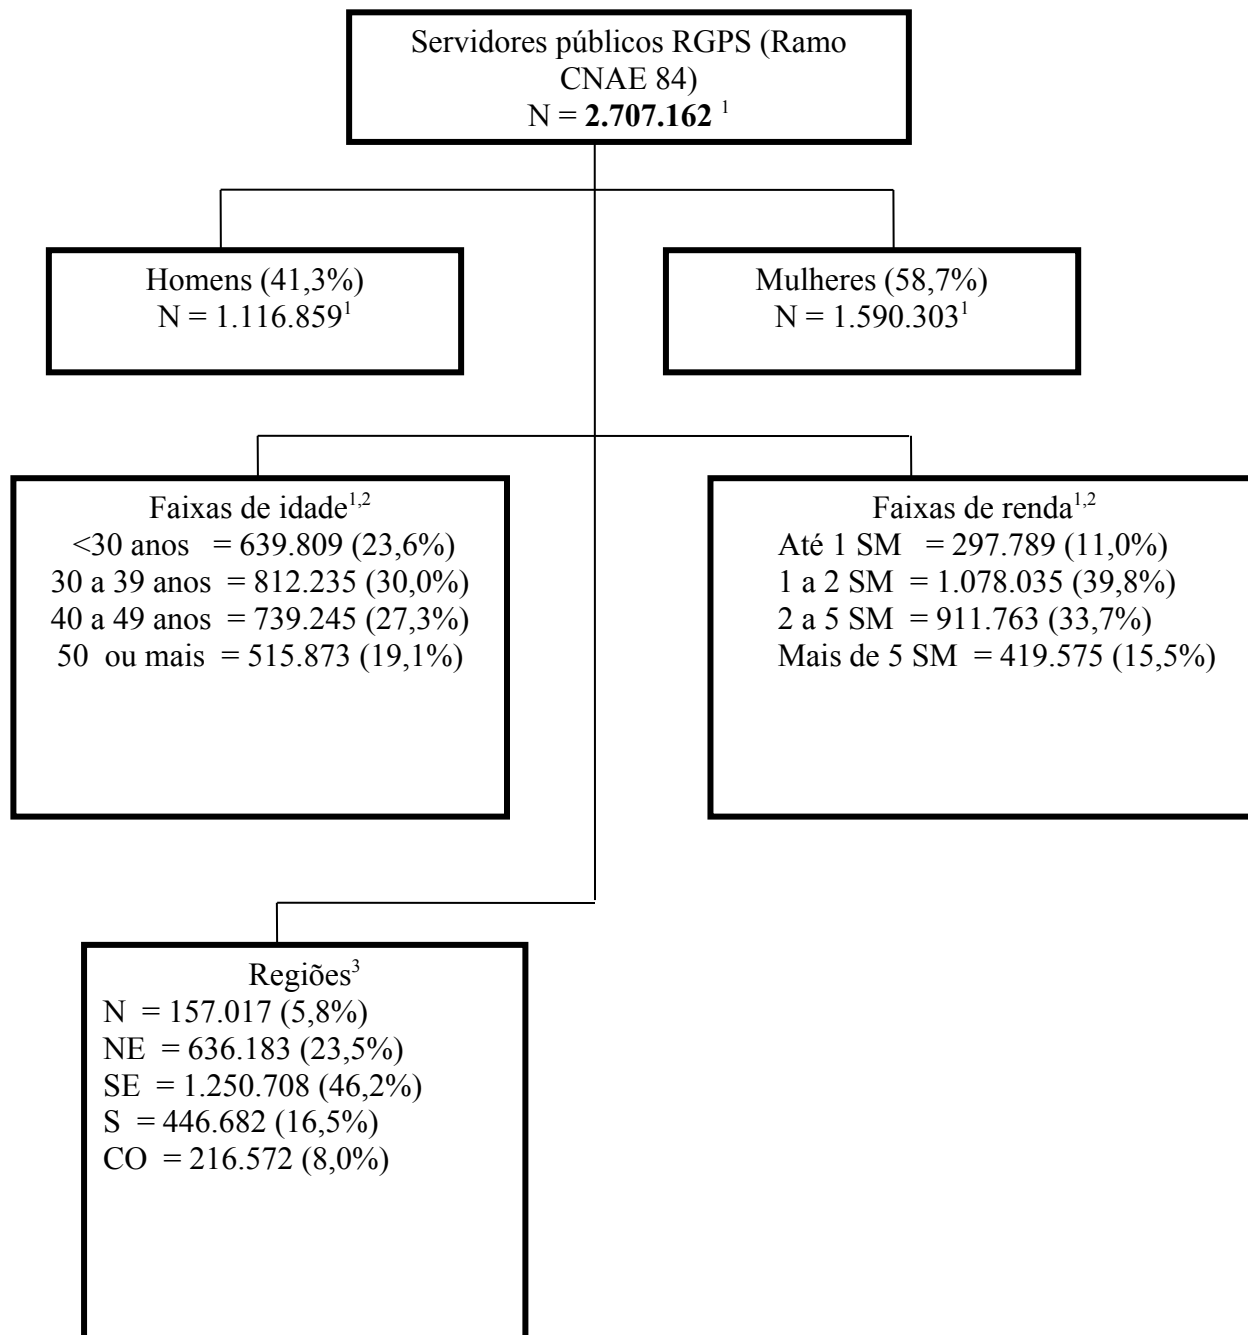 Servidores públicos RGPS (Ramo
CNAE 84)
N = 2.707.162 ¹
Homens (41,3%)
N = 1.116.859¹
Mulheres (58,7%)
N = 1.590.303¹
Faixas de idade¹,²
<30 anos = 639.809 (23,6%)
30 a 39 anos = 812.235 (30,0%)
40 a 49 anos = 739.245 (27,3%)
50 ou mais = 515.873 (19,1%)
Faixas de renda¹,²
Até 1 SM = 297.789 (11,0%)
1 a 2 SM = 1.078.035 (39,8%)
2 a 5 SM = 911.763 (33,7%)
Mais de 5 SM = 419.575 (15,5%)
Regiões³
N = 157.017 (5,8%)
NE = 636.183 (23,5%)
SE = 1.250.708 (46,2%)
S = 446.682 (16,5%)
CO = 216.572 (8,0%)